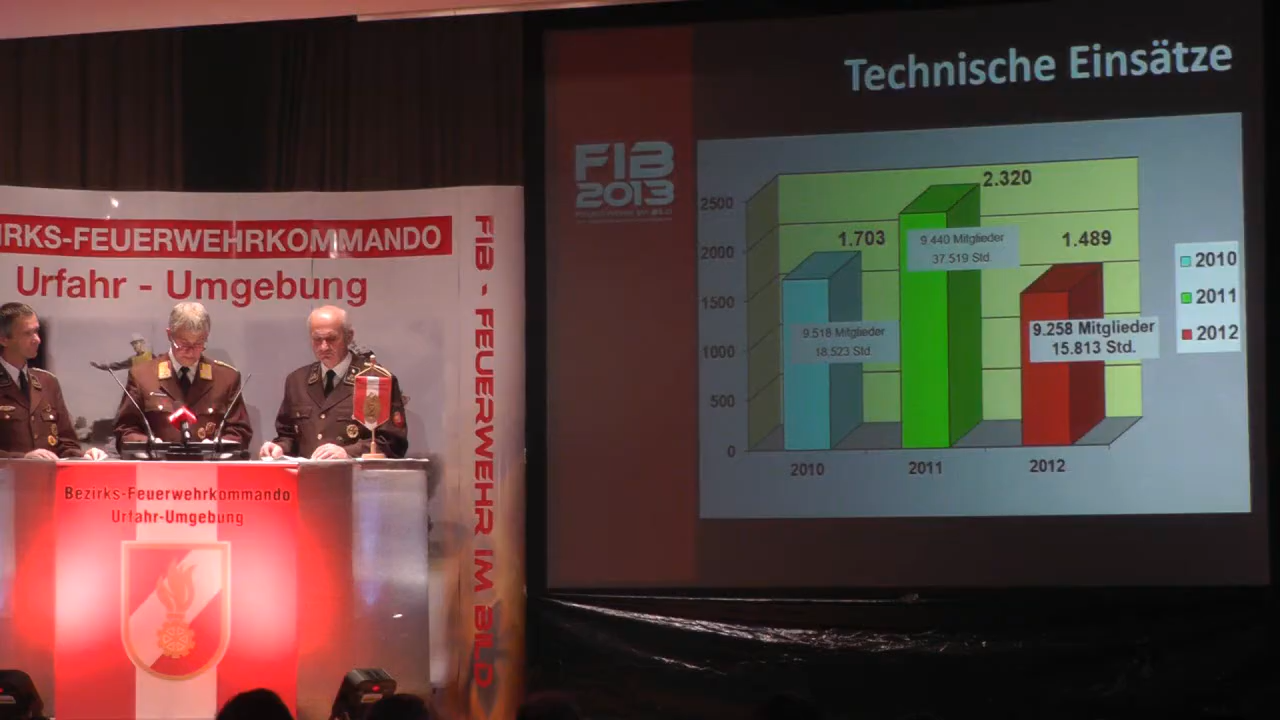 IRKS-FEUERWEHRKOMMANDO
Urfahr - Umgebung
FIB - FEUERWEHR IM BILD
Bezirks-Feuerwehrkommando
Urfahr-Umgebung
Technische Einsätze
FIB
2013
2500
2000
1500
1000
500
0
1.703
9.518 Mitglieder
18.523 Std.
2.320
9.440 Mitglieder
37.519 Std.
1.489
9.258 Mitglieder
15.813 Std.
2010
2011
2012
2010
2011
2012